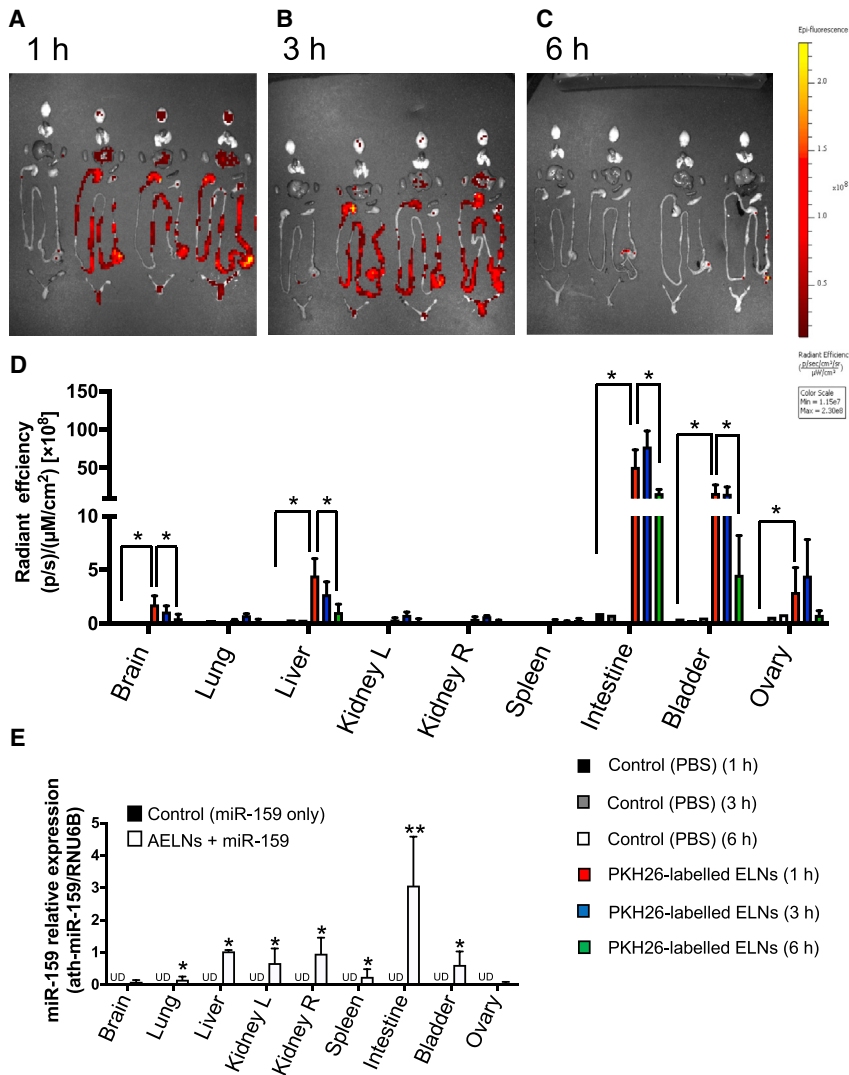 A
B
C
1 h
3 h
6 h
Epi-fluorescence
2.0
1.5
x10^8
1.0
0.5
Radiant Efficienc
(p/sec/cm²/sr / µW/cm²)
Color Scale
Min = 1.15e7
Max = 2.30e8
D
Radiant effciency
(p/s)/(µM/cm²) [×10⁸]
150
100
50
10
5
0
* * * * * * * * *
Brain
Lung
Liver
Kidney L
Kidney R
Spleen
Intestine
Bladder
Ovary
E
miR-159 relative expression
(ath-miR-159/RNU6B)
Control (miR-159 only)
AELNs + miR-159
5
4
3
2
1
0
UD UD UD UD UD UD UD UD UD
* * * * * ** *
Brain
Lung
Liver
Kidney L
Kidney R
Spleen
Intestine
Bladder
Ovary
Control (PBS) (1 h)
Control (PBS) (3 h)
Control (PBS) (6 h)
PKH26-labelled ELNs (1 h)
PKH26-labelled ELNs (3 h)
PKH26-labelled ELNs (6 h)